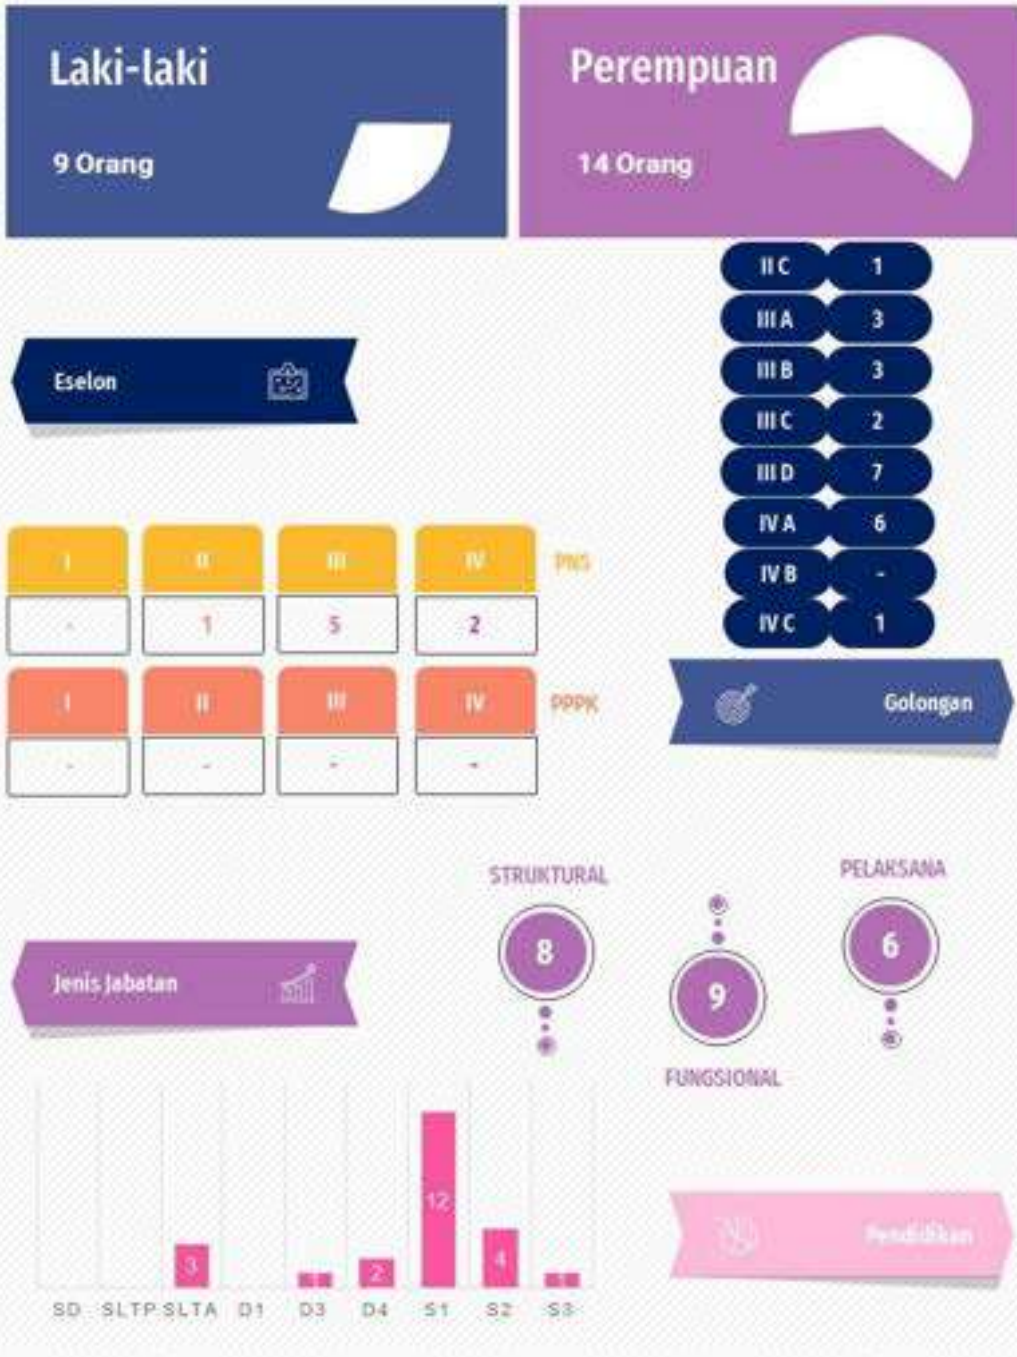 Laki-laki
9 Orang
Perempuan
14 Orang
II C 1
III A 3
III B 3
III C 2
III D 7
IV A 6
IV B -
IV C 1
Golongan
Eselon
I II III IV PNS
- 1 5 2
I II III IV PPPK
- - - -
Jenis Jabatan
STRUKTURAL
8
9
FUNGSIONAL
PELAKSANA
6
3 1 2 12 4 1
SD SLTP SLTA D1 D3 D4 S1 S2 S3
Pendidikan